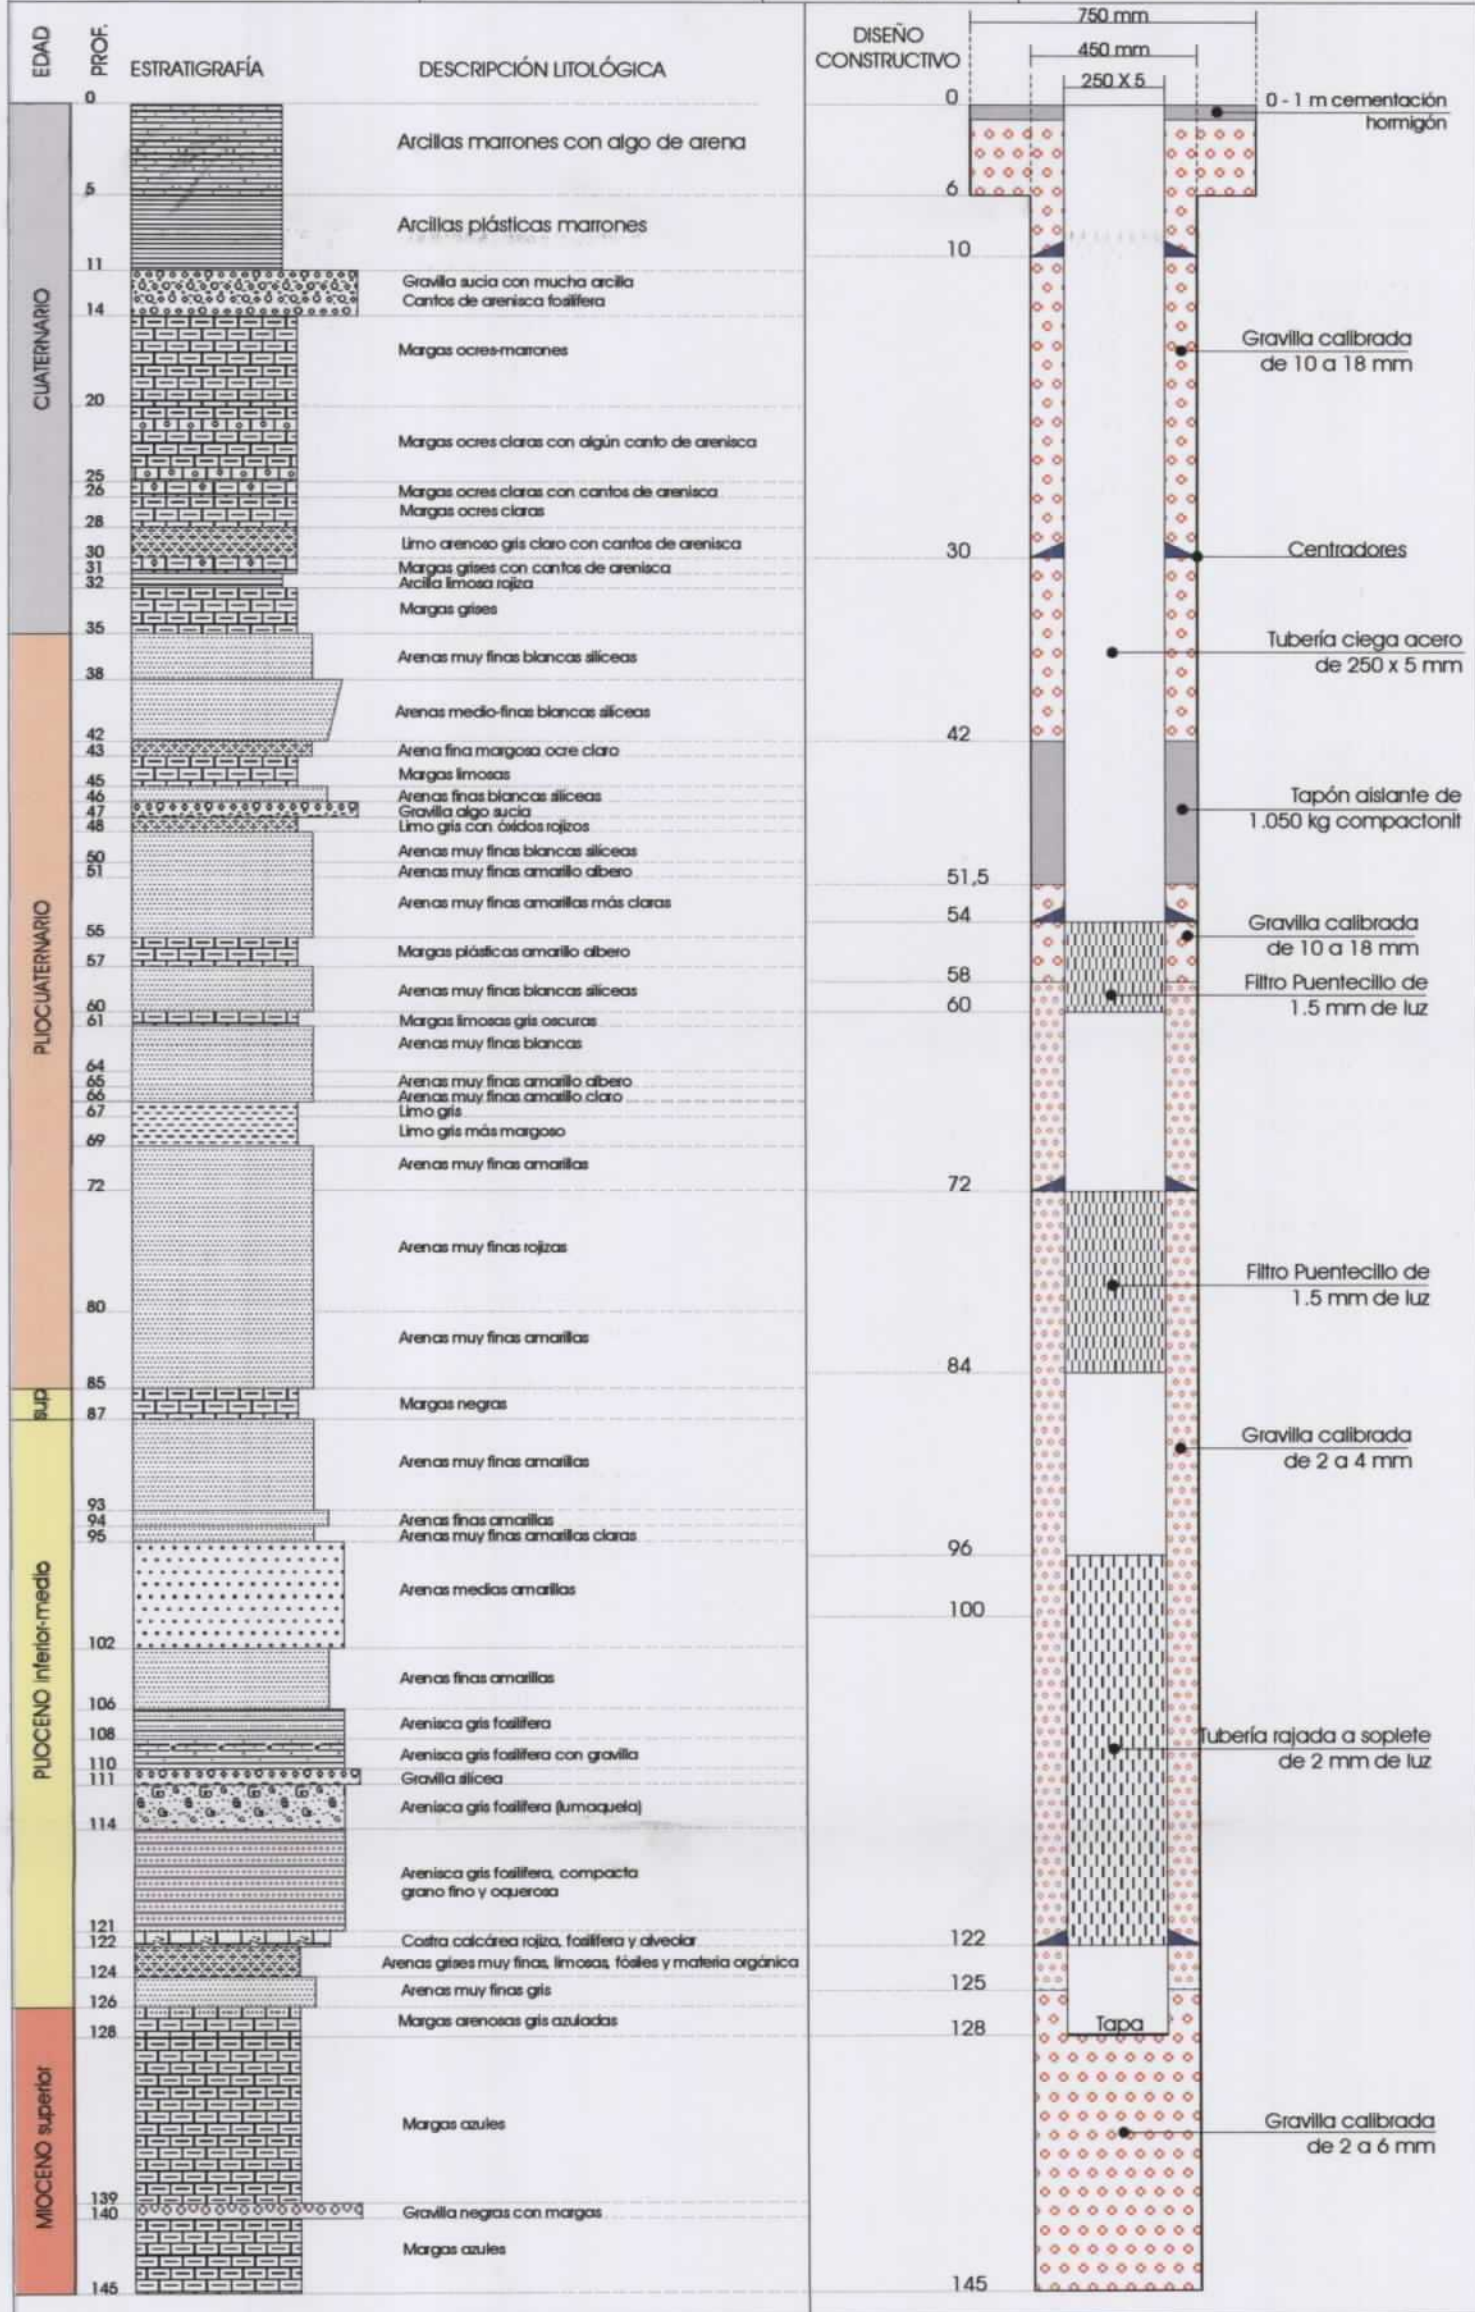 EDAD
PROF.
ESTRATIGRAFÍA
DESCRIPCIÓN LITOLÓGICA
0
Arcillas marrones con algo de arena
5
Arcillas plásticas marrones
11
Gravilla sucia con mucha arcilla
Cantos de arenisca fosilífera
14
Margas ocres-marrones
20
Margas ocres claras con algún canto de arenisca
25
Margas ocres claras con cantos de arenisca
26
Margas ocres claras
28
Limo arenoso gris claro con cantos de arenisca
30
Margas grises con cantos de arenisca
31
Arcilla limosa rojiza
32
Margas grises
35
Arenas muy finas blancas silíceas
38
Arenas medio-finas blancas silíceas
42
Arena fina margosa ocre claro
43
Margas limosas
45
Arenas finas blancas silíceas
46
Gravilla algo sucia
47
Limo gris con óxidos rojizos
48
Arenas muy finas blancas silíceas
50
Arenas muy finas amarillo albero
51
Arenas muy finas amarillas más claras
55
Margas plásticas amarillo albero
57
Arenas muy finas blancas silíceas
60
Margas limosas gris oscuras
61
Arenas muy finas blancas
64
Arenas muy finas amarillo albero
65
Arenas muy finas amarillo claro
66
Limo gris
67
Limo gris más margoso
69
Arenas muy finas amarillas
72
Arenas muy finas rojizas
80
Arenas muy finas amarillas
85
Margas negras
87
Arenas muy finas amarillas
93
Arenas finas amarillas
94
Arenas muy finas amarillas claras
95
Arenas medias amarillas
102
Arenas finas amarillas
106
Arenisca gris fosilífera
108
Arenisca gris fosilífera con gravilla
110
Gravilla silícea
111
Arenisca gris fosilífera (lumaquela)
114
Arenisca gris fosilífera, compacta
grano fino y oquerosa
121
Costra calcárea rojiza, fosilífera y alveolar
122
Arenas grises muy finas, limosas, fósiles y materia orgánica
124
Arenas muy finas gris
126
Margas arenosas gris azuladas
128
Margas azules
139
Gravilla negras con margas
140
Margas azules
145
CUATERNARIO
PLIOCUATERNARIO
sup
PLIOCENO inferior-medio
MIOCENO superior
DISEÑO
CONSTRUCTIVO
750 mm
450 mm
250 X 5
0
0 - 1 m cementación
hormigón
6
10
Gravilla calibrada
de 10 a 18 mm
30
Centradores
Tubería ciega acero
de 250 x 5 mm
42
Tapón aislante de
1.050 kg compactonit
51,5
54
Gravilla calibrada
de 10 a 18 mm
58
Filtro Puentecillo de
1.5 mm de luz
60
72
Filtro Puentecillo de
1.5 mm de luz
84
Gravilla calibrada
de 2 a 4 mm
96
100
Tubería rajada a soplete
de 2 mm de luz
122
125
128
Tapa
Gravilla calibrada
de 2 a 6 mm
145